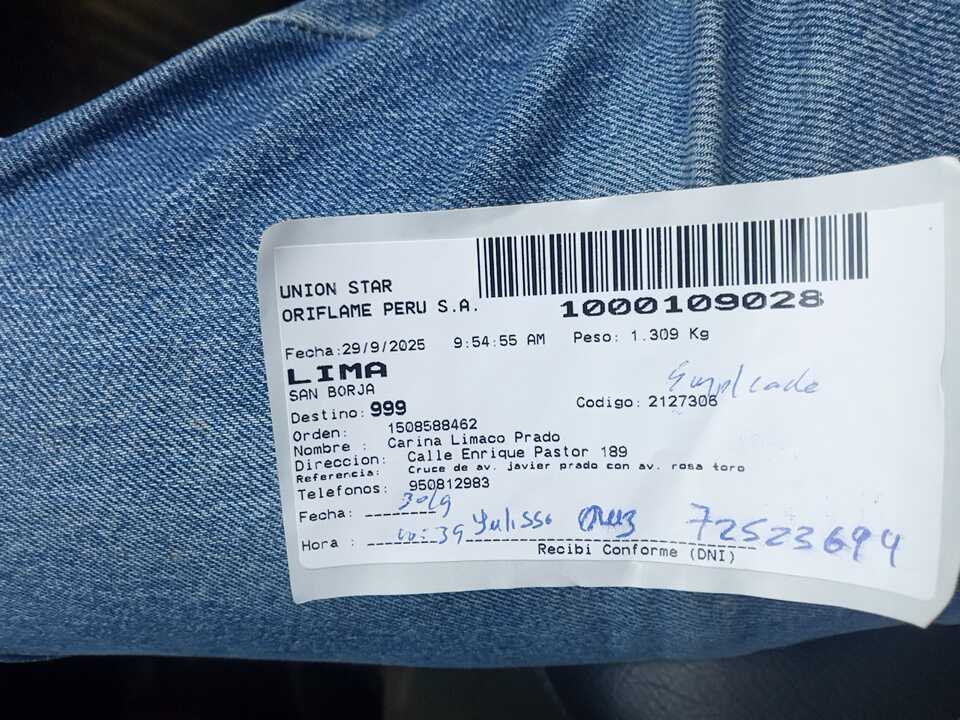 UNION STAR
ORIFLAME PERU S.A.
1000109028
Fecha:29/9/2025 9:54:55 AM Peso: 1.309 Kg
LIMA
SAN BORJA
Empleada
Destino: 999 Codigo: 2127306
Orden: 1508588462
Nombre : Carina Limaco Prado
Direccion: Calle Enrique Pastor 189
Referencia: Cruce de av. javier prado con av. rosa toro
Telefonos: 950812983
Fecha: 30/9
Hora : :39 Julissa 72523694
Recibi Conforme (DNI)